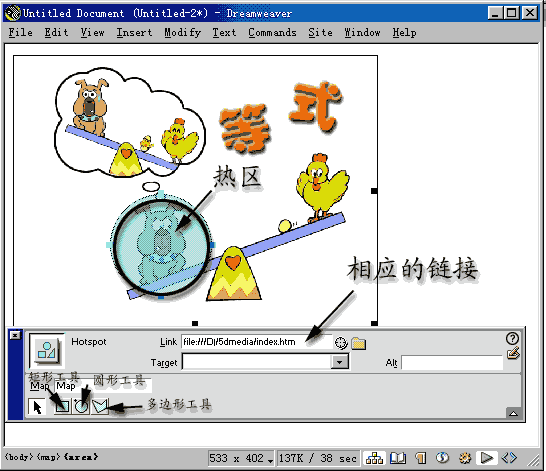 Untitled Document (Untitled-2*) - Dreamweaver
File Edit View Insert Modify Text Commands Site Window Help
等式
热区
相应的链接
Hotspot
Link file:///D|/5dmedia/index.htm
Target
Alt
矩形工具 圆形工具
Map Map
多边形工具
<body> <map> <area>
533 x 402 137K / 38 sec